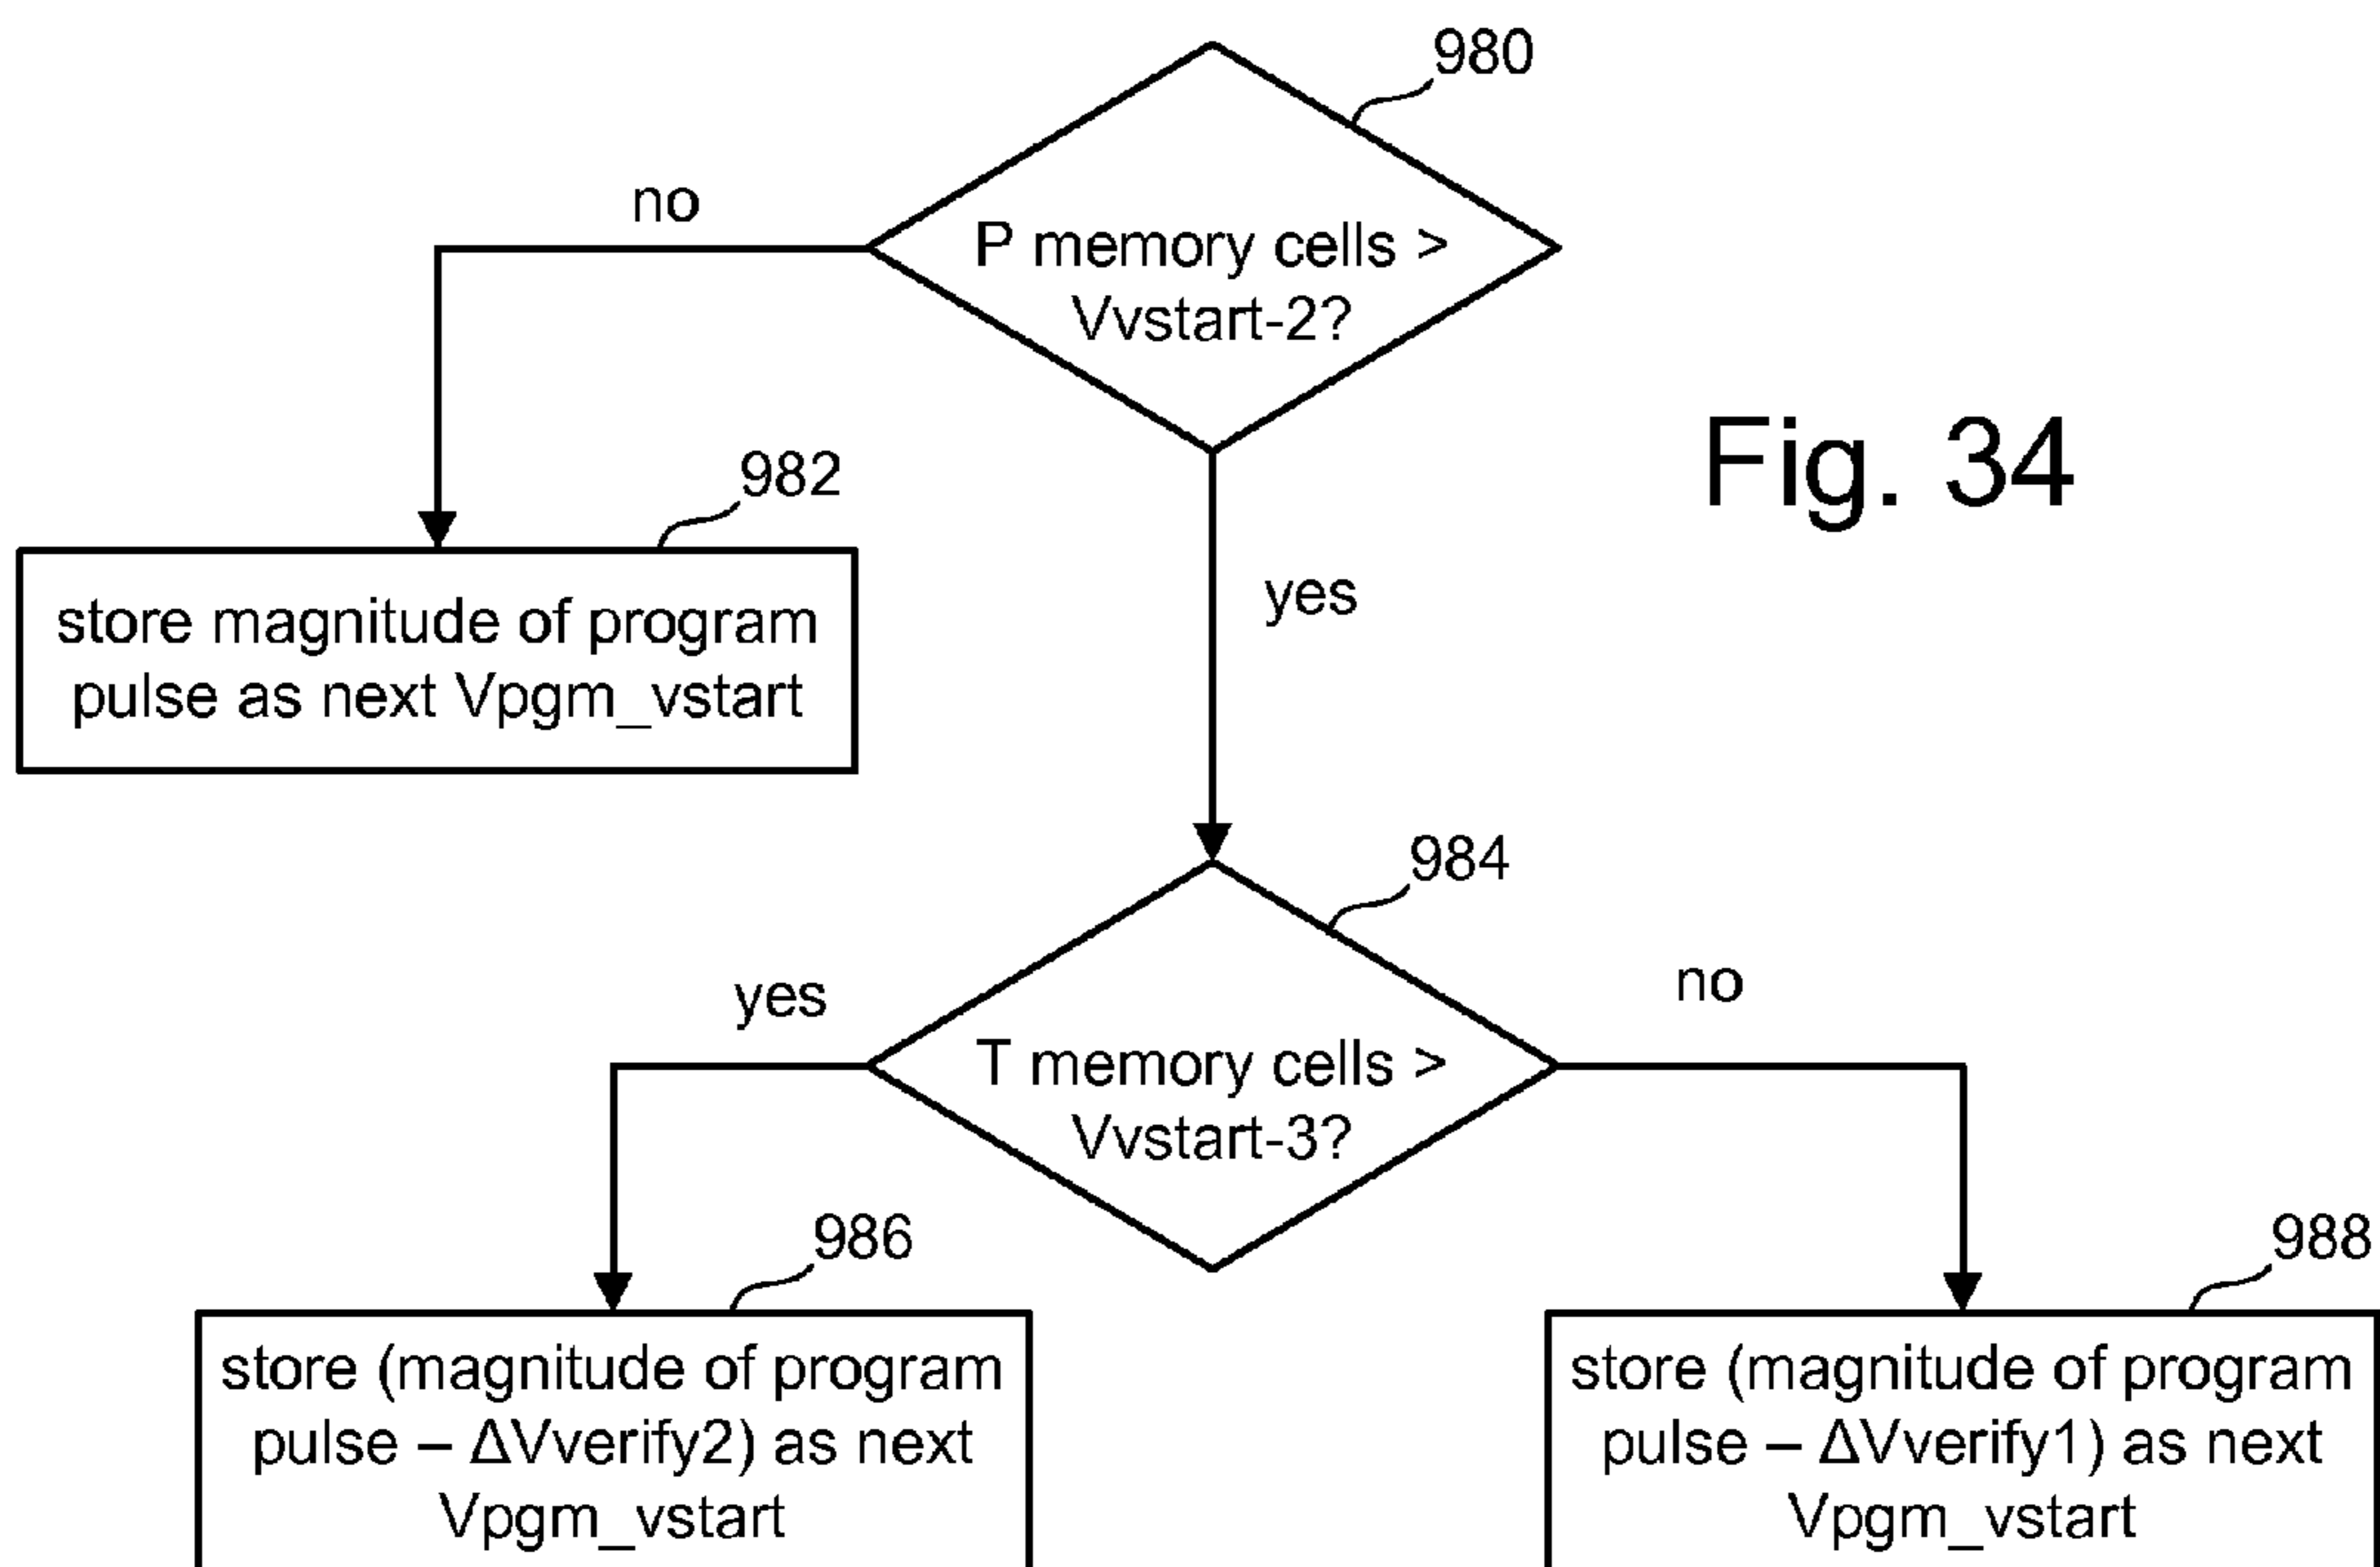 980
no
P memory cells >
Vvstart-2?
Fig. 34
982
store magnitude of program
pulse as next Vpgm_vstart
yes
984
yes
no
T memory cells >
Vvstart-3?
986
988
store (magnitude of program
pulse – ΔVverify2) as next
Vpgm_vstart
store (magnitude of program
pulse – ΔVverify1) as next
Vpgm_vstart